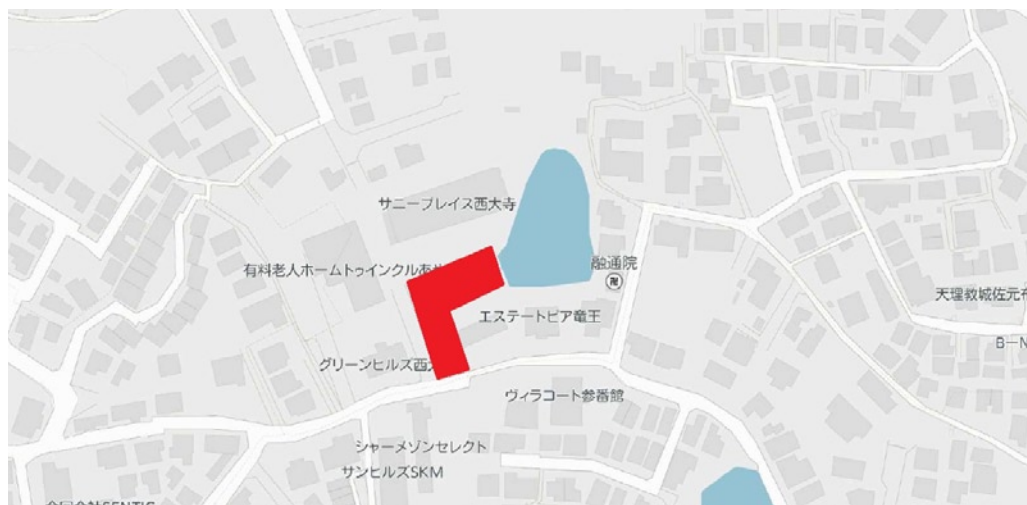 サニープレイス西大寺
有料老人ホームトゥインクルあ
融通院
卍
天理教城佐元
エステートピア竜王
B－N
グリーンヒルズ西大
ヴィラコート参番館
シャーメゾンセレクト
サンヒルズSKM